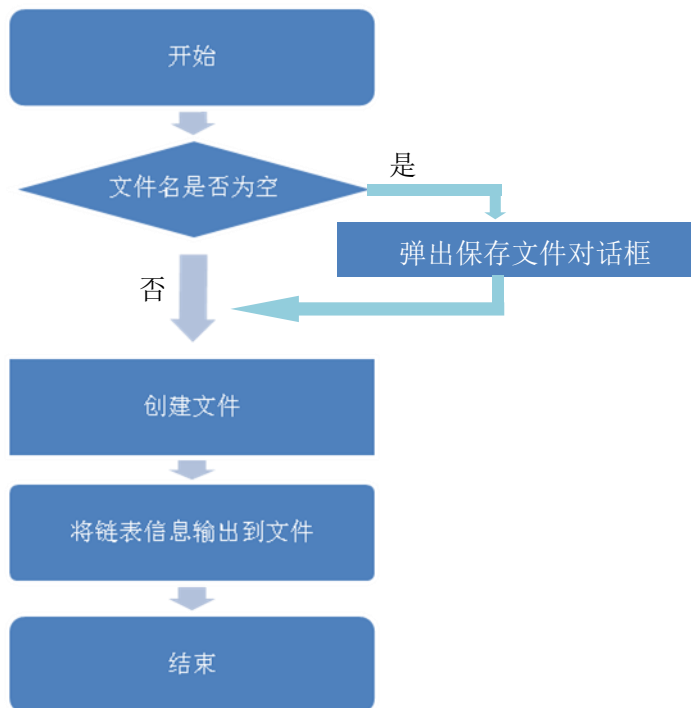 开始
文件名是否为空
是
弹出保存文件对话框
否
创建文件
将链表信息输出到文件
结束